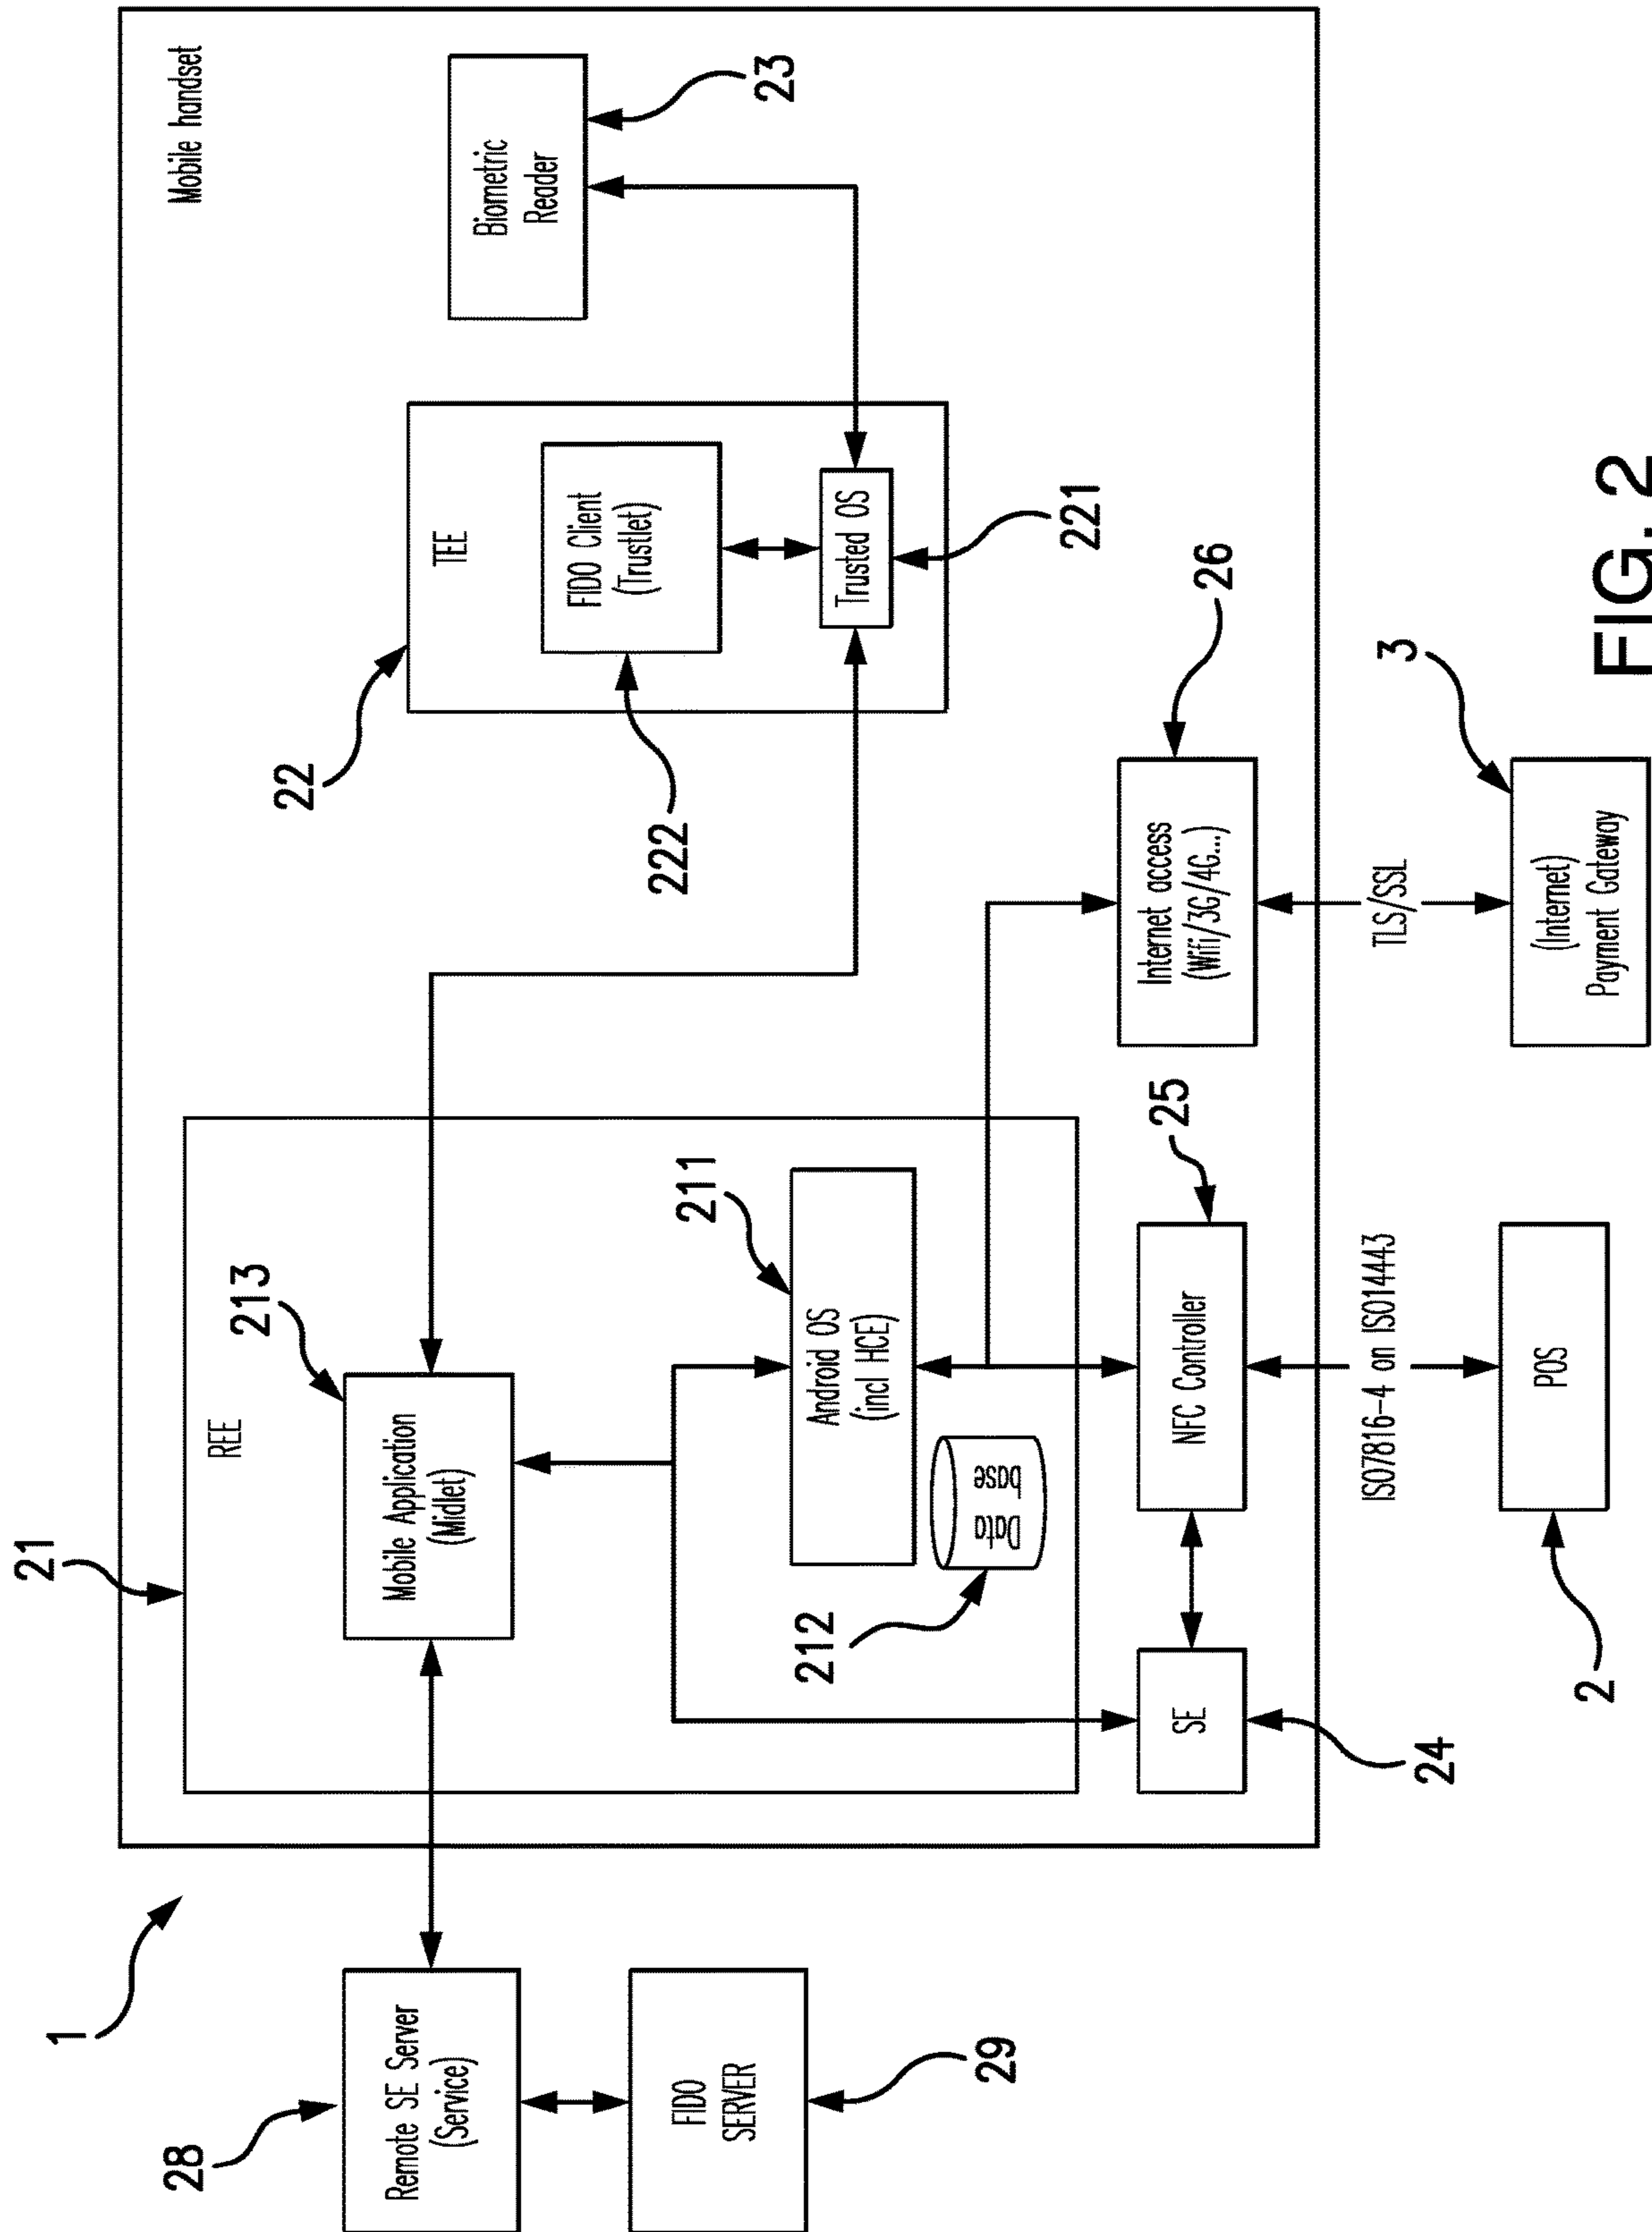 1
28
Remote SE Server
(Service)
FIDO
SERVER
29
Mobile handset
21
REE
213
Mobile Application
(Midlet)
211
Android OS
(incl HCE)
212
Data
base
22
TEE
222
FIDO Client
(Trustlet)
Trusted OS
221
Biometric
Reader
23
SE
24
NFC Controller
25
Internet access
(Wifi/3G/4G...)
26
ISO7816-4 on ISO14443
TLS/SSL
POS
2
(Internet)
Payment Gateway
3
FIG. 2